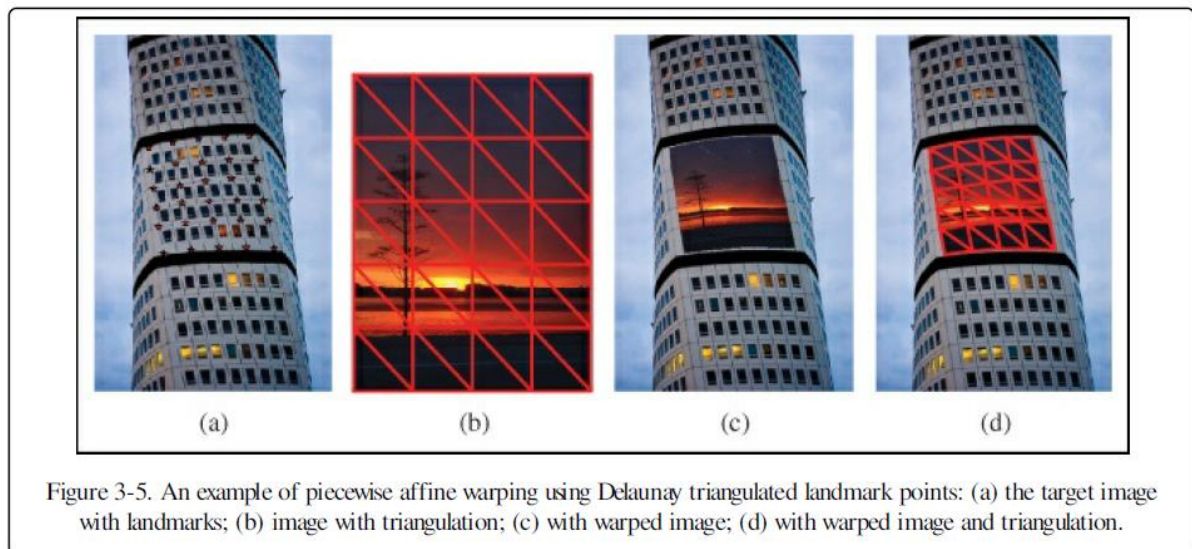 (a)
(b)
(c)
(d)
Figure 3-5. An example of piecewise affine warping using Delaunay triangulated landmark points: (a) the target image
with landmarks; (b) image with triangulation; (c) with warped image; (d) with warped image and triangulation.